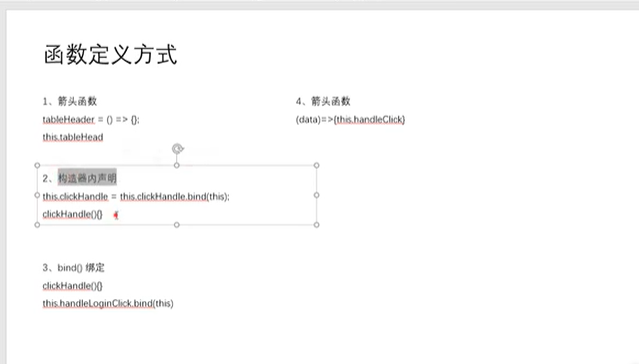 函数定义方式
1、箭头函数
tableHeader = () => {};
this.tableHead
2、构造器内声明
this.clickHandle = this.clickHandle.bind(this);
clickHandle(){}
3、bind() 绑定
clickHandle(){}
this.handleLoginClick.bind(this)
4、箭头函数
(data)=>{this.handleClick}